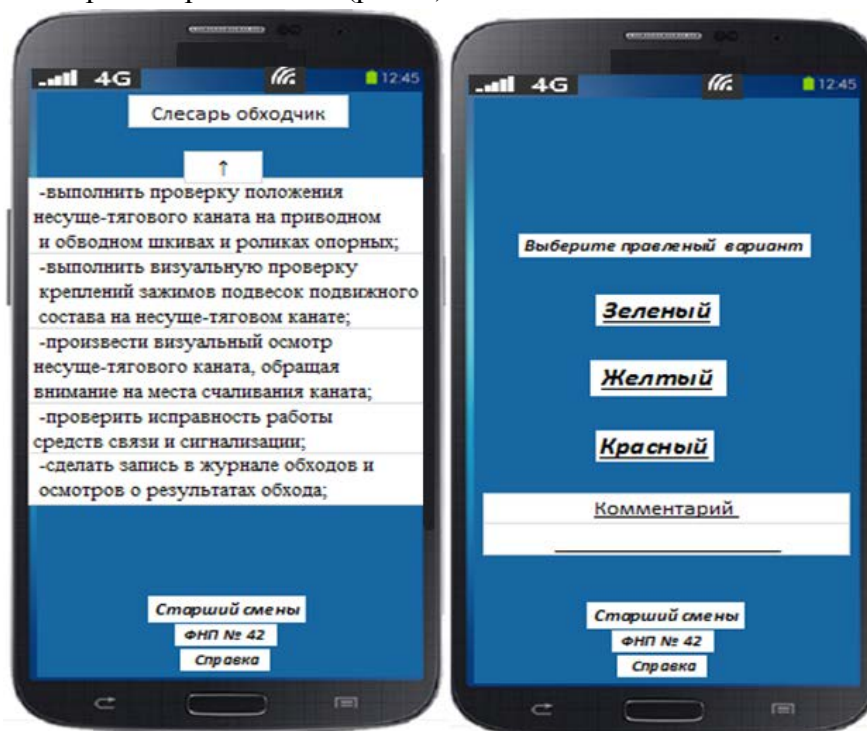 4G 12:45
Слесарь обходчик
↑
-выполнить проверку положения
несуще-тягового каната на приводном
и обводном шкивах и роликах опорных;
-выполнить визуальную проверку
креплений зажимов подвесок подвижного
состава на несуще-тяговом канате;
-произвести визуальный осмотр
несуще-тягового каната, обращая
внимание на места счаливания каната;
-проверить исправность работы
средств связи и сигнализации;
-сделать запись в журнале обходов и
осмотров о результатах обхода;
Старший смены
ФНП № 42
Справка
4G 12:45
Выберите правленый вариант
Зеленый
Желтый
Красный
Комментарий
Старший смены
ФНП № 42
Справка